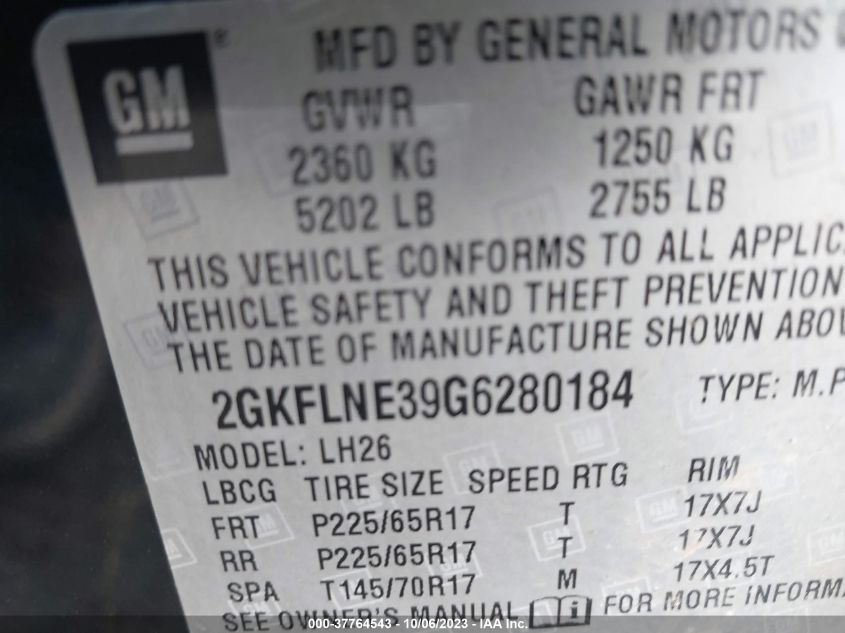 GM ® MFD BY GENERAL MOTORS
GVWR GAWR FRT
2360 KG 1250 KG
5202 LB 2755 LB
THIS VEHICLE CONFORMS TO ALL APPLIC
VEHICLE SAFETY AND THEFT PREVENTION
THE DATE OF MANUFACTURE SHOWN ABOV
2GKFLNE39G6280184 TYPE: M.P
MODEL: LH26
LBCG TIRE SIZE SPEED RTG RIM
FRT P225/65R17 T 17X7J
RR P225/65R17 T 17X7J
SPA T145/70R17 M 17X4.5T
SEE OWNER'S MANUAL i FOR MORE INFORMA
000-37764543 - 10/06/2023 - IAA Inc.